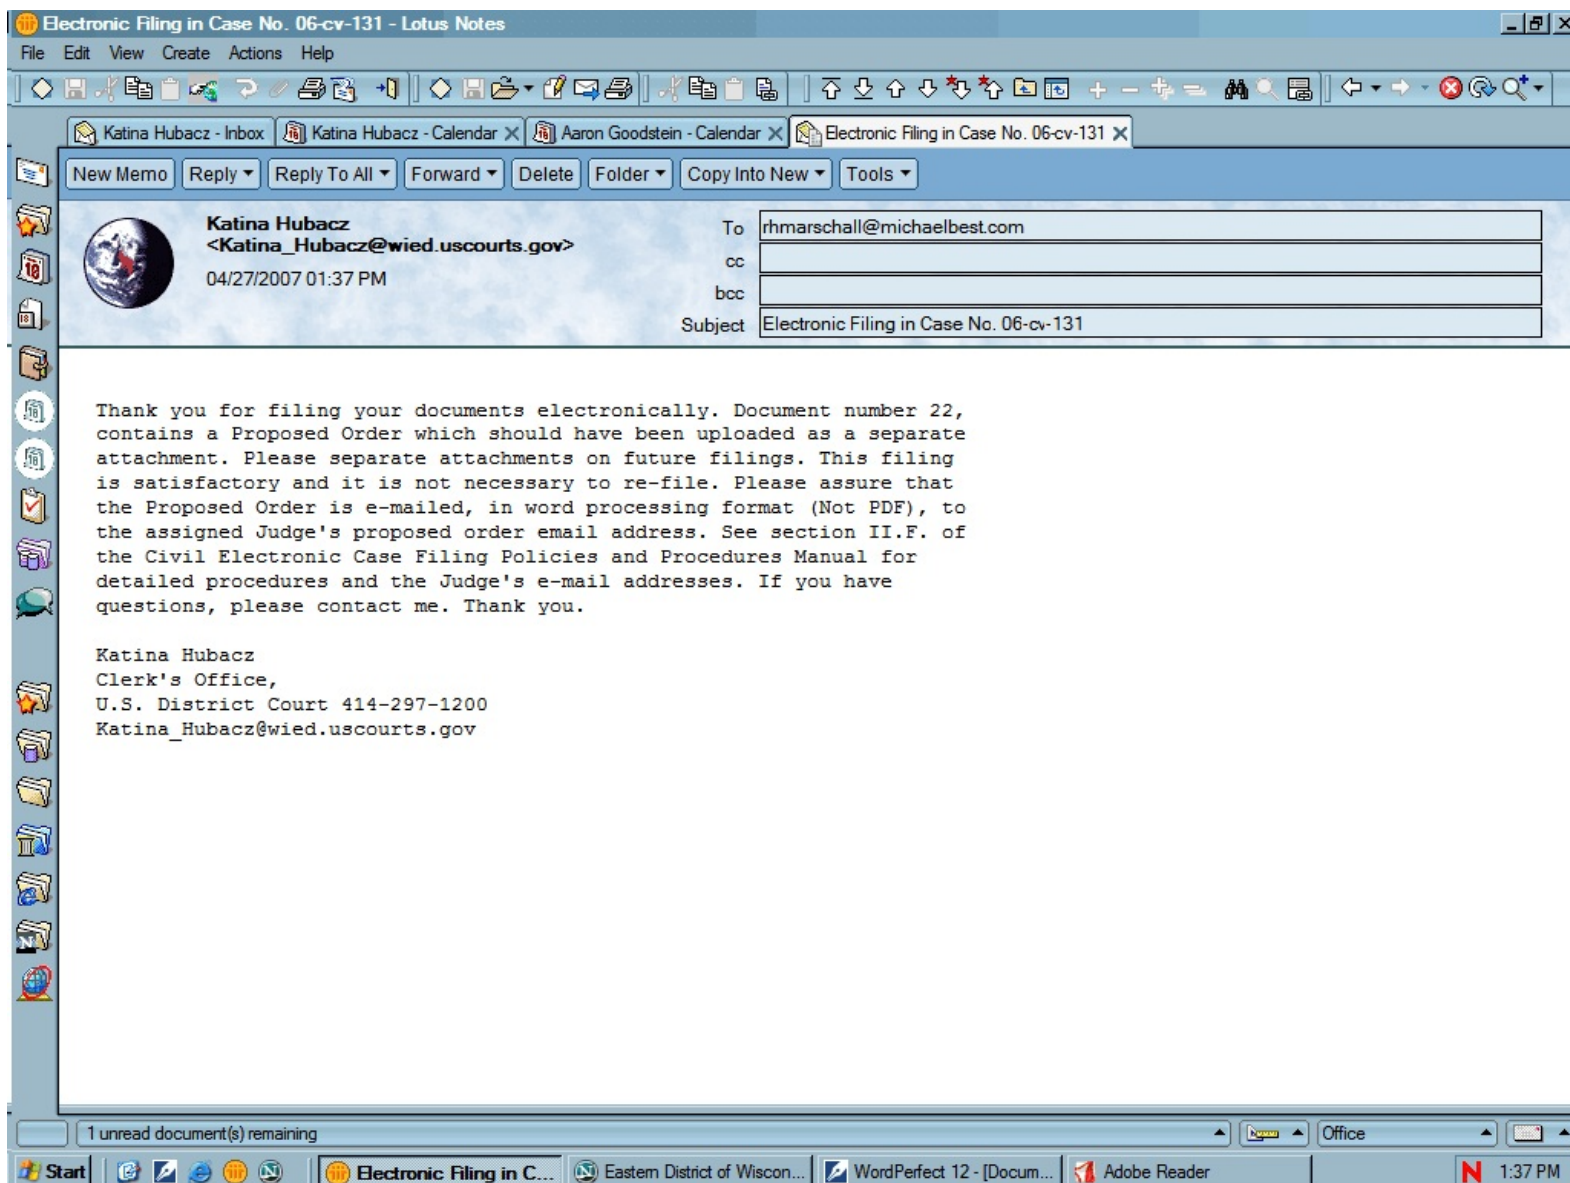 Electronic Filing in Case No. 06-cv-131 - Lotus Notes
File Edit View Create Actions Help
Katina Hubacz - Inbox Katina Hubacz - Calendar Aaron Goodstein - Calendar Electronic Filing in Case No. 06-cv-131
New Memo Reply Reply To All Forward Delete Folder Copy Into New Tools
Katina Hubacz
<Katina_Hubacz@wied.uscourts.gov>
04/27/2007 01:37 PM
To rhmarschall@michaelbest.com
cc
bcc
Subject Electronic Filing in Case No. 06-cv-131
Thank you for filing your documents electronically. Document number 22,
contains a Proposed Order which should have been uploaded as a separate
attachment. Please separate attachments on future filings. This filing
is satisfactory and it is not necessary to re-file. Please assure that
the Proposed Order is e-mailed, in word processing format (Not PDF), to
the assigned Judge's proposed order email address. See section II.F. of
the Civil Electronic Case Filing Policies and Procedures Manual for
detailed procedures and the Judge's e-mail addresses. If you have
questions, please contact me. Thank you.
Katina Hubacz
Clerk's Office,
U.S. District Court 414-297-1200
Katina_Hubacz@wied.uscourts.gov
1 unread document(s) remaining Office
Start Electronic Filing in C... Eastern District of Wiscon... WordPerfect 12 - [Docum... Adobe Reader N 1:37 PM